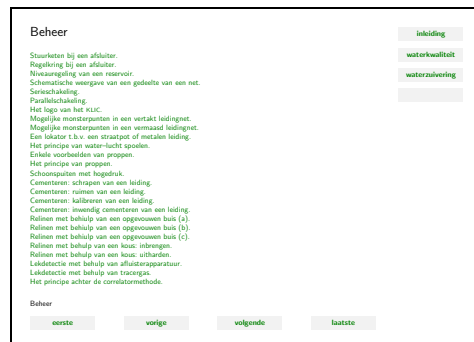 Beheer
inleiding
waterkwaliteit
waterzuivering
Stuurketen bij een afsluiter.
Regelkring bij een afsluiter.
Niveauregeling van een reservoir.
Schematische weergave van een gedeelte van een net.
Serieschakeling.
Parallelschakeling.
Het logo van het KLIC.
Mogelijke monsterpunten in een vertakt leidingnet.
Mogelijke monsterpunten in een vermaasd leidingnet.
Een lokator t.b.v. een straatpot of metalen leiding.
Het principe van water–lucht spoelen.
Enkele voorbeelden van proppen.
Het principe van proppen.
Schoonspuiten met hogedruk.
Cementeren: schrapen van een leiding.
Cementeren: ruimen van een leiding.
Cementeren: kalibreren van een leiding.
Cementeren: inwendig cementeren van een leiding.
Relinen met behulp van een opgevouwen buis (a).
Relinen met behulp van een opgevouwen buis (b).
Relinen met behulp van een opgevouwen buis (c).
Relinen met behulp van een kous: inbrengen.
Relinen met behulp van een kous: uitharden.
Lekdetectie met behulp van afluisterapparatuur.
Lekdetectie met behulp van tracergas.
Het principe achter de correlatormethode.
Beheer
eerste vorige volgende laatste